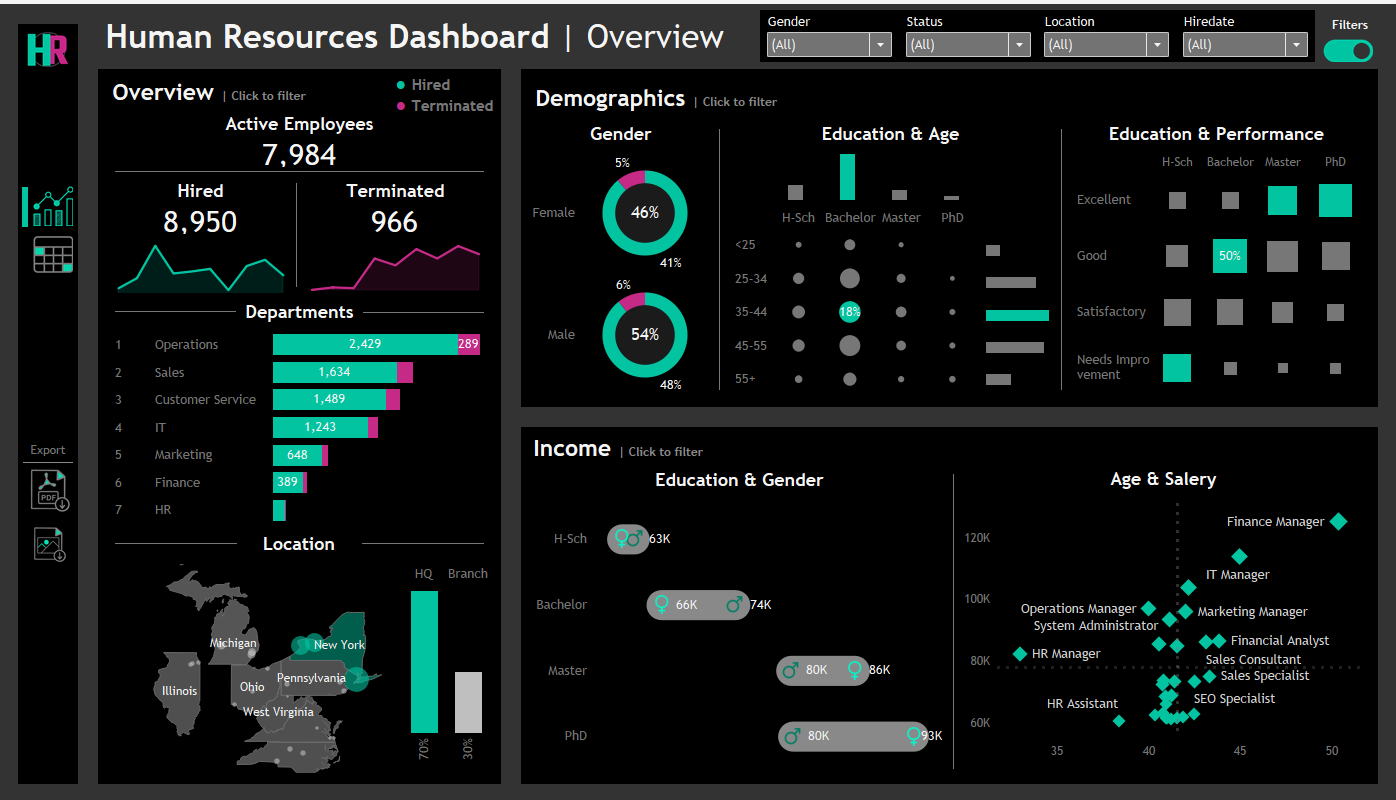 HR
Human Resources Dashboard | Overview
Gender
(All)
Status
(All)
Location
(All)
Hiredate
(All)
Filters
Export
PDF
Overview | Click to filter
Hired
Terminated
Active Employees
7,984
Hired
8,950
Terminated
966
Departments
1 Operations 2,429 289
2 Sales 1,634
3 Customer Service 1,489
4 IT 1,243
5 Marketing 648
6 Finance 389
7 HR
Location
HQ Branch
Michigan
New York
Pennsylvania
Illinois
Ohio
West Virginia
70% 30%
Demographics | Click to filter
Gender
5%
Female 46%
41%
6%
Male 54%
48%
Education & Age
H-Sch Bachelor Master PhD
<25
25-34
35-44 18%
45-55
55+
Education & Performance
H-Sch Bachelor Master PhD
Excellent
Good 50%
Satisfactory
Needs Impro
vement
Income | Click to filter
Education & Gender
H-Sch 63K
Bachelor 66K 74K
Master 80K 86K
PhD 80K 93K
Age & Salery
Finance Manager
120K
IT Manager
100K
Operations Manager
Marketing Manager
System Administrator
Financial Analyst
HR Manager
Sales Consultant
80K
Sales Specialist
SEO Specialist
HR Assistant
60K
35 40 45 50